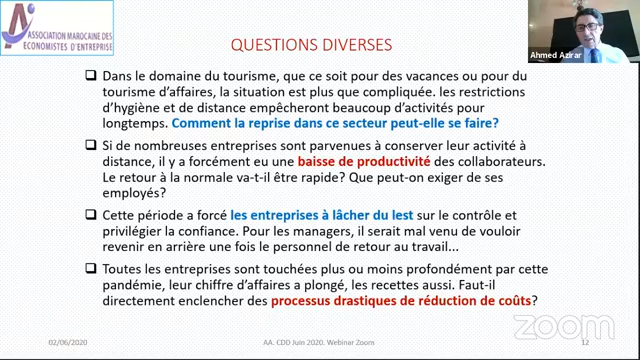 ASSOCIATION MAROCAINE DES
ECONOMISTES D'ENTREPRISE
Ahmed Azirar
QUESTIONS DIVERSES
Dans le domaine du tourisme, que ce soit pour des vacances ou pour du
tourisme d'affaires, la situation est plus que compliquée. les restrictions
d'hygiène et de distance empêcheront beaucoup d'activités pour
longtemps. Comment la reprise dans ce secteur peut-elle se faire?
Si de nombreuses entreprises sont parvenues à conserver leur activité à
distance, il y a forcément eu une baisse de productivité des collaborateurs.
Le retour à la normale va-t-il être rapide? Que peut-on exiger de ses
employés?
Cette période a forcé les entreprises à lâcher du lest sur le contrôle et
privilégier la confiance. Pour les managers, il serait mal venu de vouloir
revenir en arrière une fois le personnel de retour au travail...
Toutes les entreprises sont touchées plus ou moins profondément par cette
pandémie, leur chiffre d'affaires a plongé, les recettes aussi. Faut-il
directement enclencher des processus drastiques de réduction de coûts?
02/06/2020
AA. CDD Juin 2020. Webinar Zoom
12
zoom